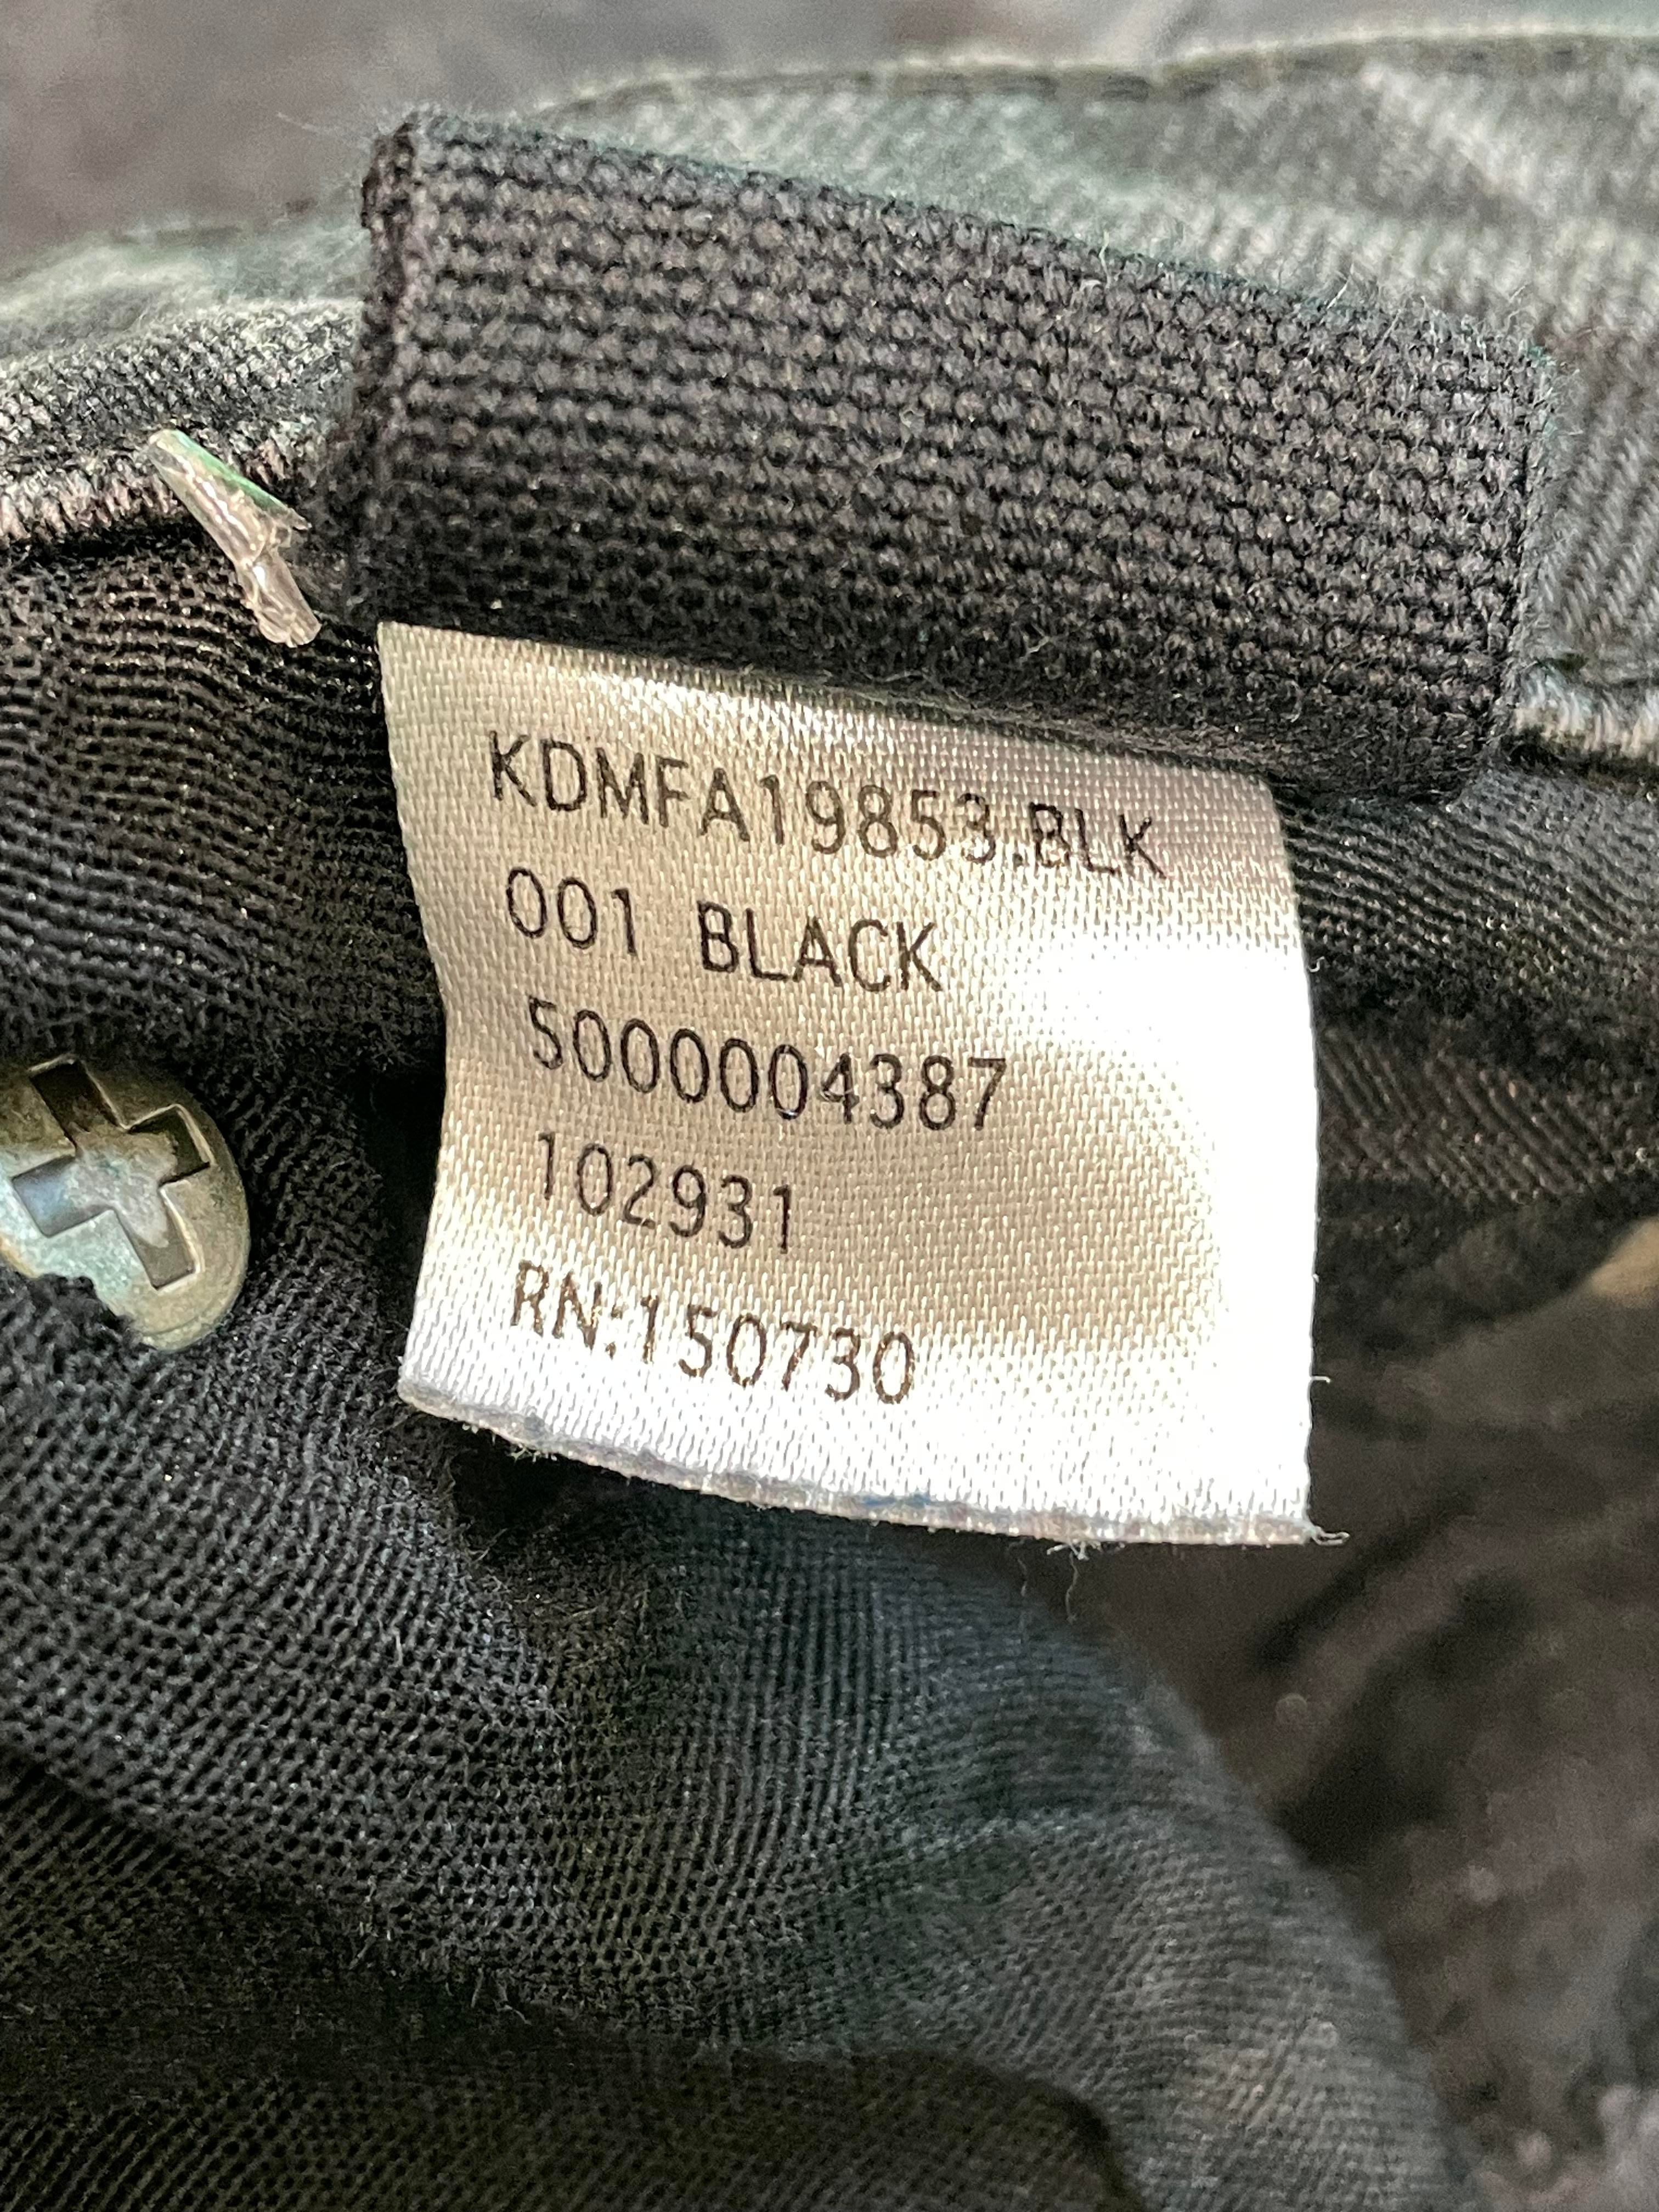 KDMFA19853.BLK
001 BLACK
5000004387
102931
RN:150730